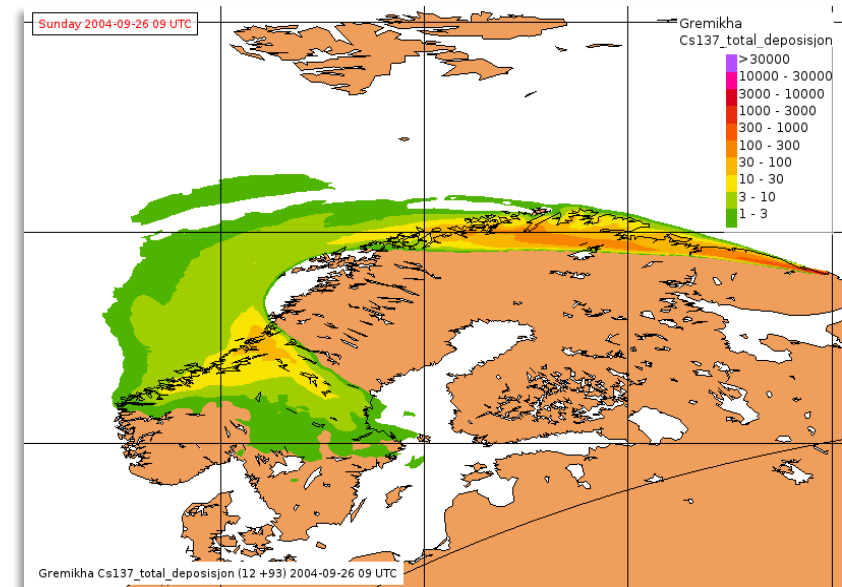 Sunday 2004-09-26 09 UTC
Gremikha
Cs137_total_deposisjon
>30000
10000 - 30000
3000 - 10000
1000 - 3000
300 - 1000
100 - 300
30 - 100
10 - 30
3 - 10
1 - 3
Gremikha Cs137_total_deposisjon (12 +93) 2004-09-26 09 UTC